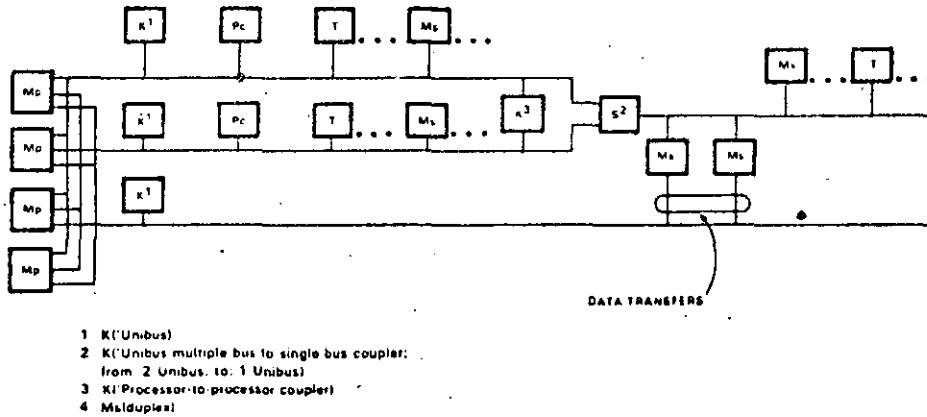 K¹ Pc T Ms
Ms T
Mp
K¹ Pc T Ms K³ S²
Mp
Ms Ms
Mp K¹
Mp
DATA TRANSFERS
1 K('Unibus)
2 K('Unibus multiple bus to single bus coupler;
from 2 Unibus, to: 1 Unibus)
3 K('Processor-to-processor coupler)
4 Ms(duplex)